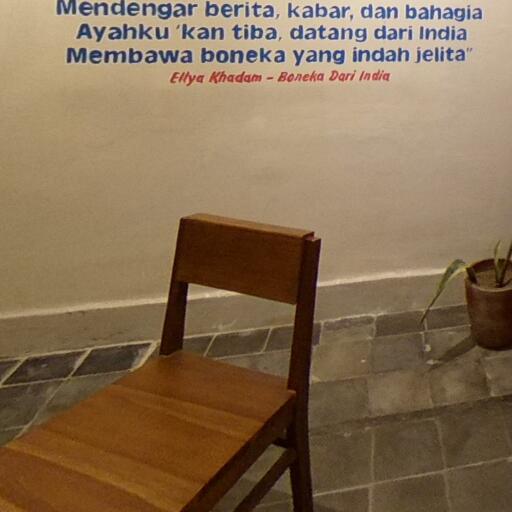 Mendengar berita, kabar, dan bahagia
Ayahku 'kan tiba, datang dari India
Membawa boneka yang indah jelita"
Ellya Khadam - Boneka Dari India